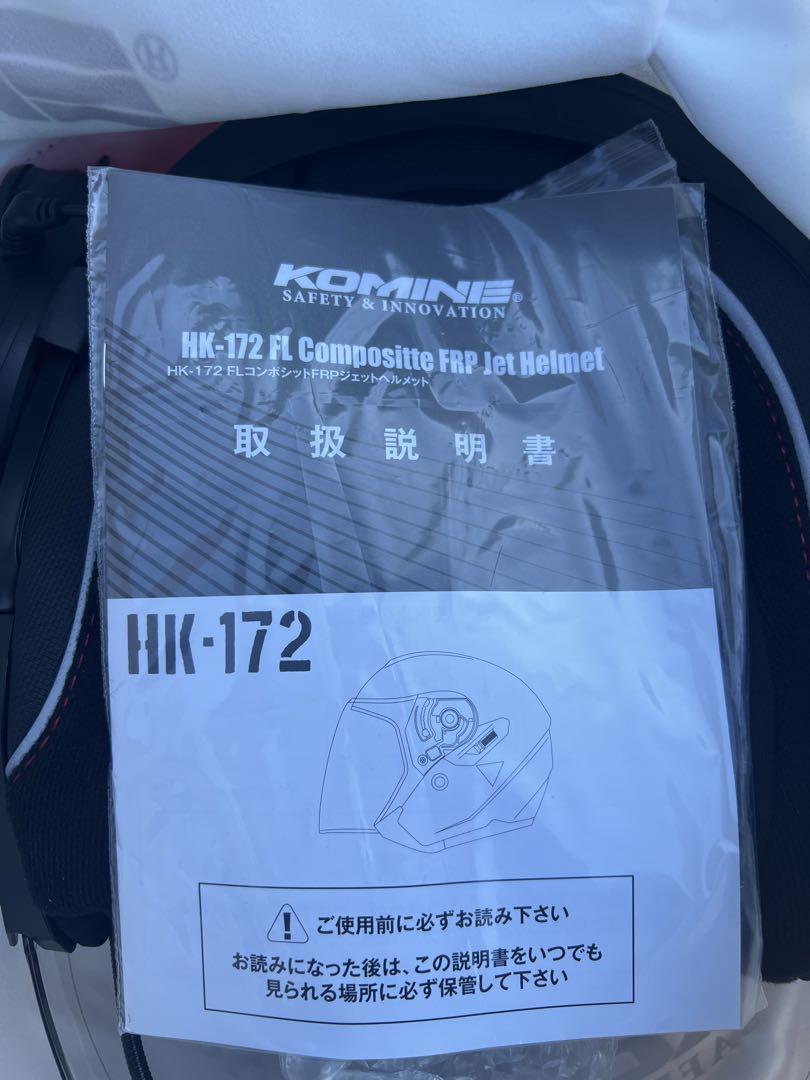 KOMINE®
SAFETY & INNOVATION
HK-172 FL Compositte FRP Jet Helmet
HK-172 FLコンポシットFRPジェットヘルメット
取扱説明書
HK-172
ご使用前に必ずお読み下さい
お読みになった後は、この説明書をいつでも
見られる場所に必ず保管して下さい